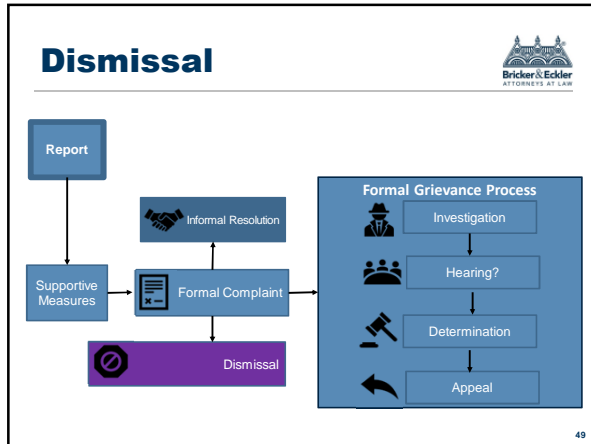 Dismissal
Bricker&Eckler
ATTORNEYS AT LAW
Report
Formal Grievance Process
Informal Resolution
Investigation
Supportive
Measures
Formal Complaint
Hearing?
Dismissal
Determination
Appeal
49